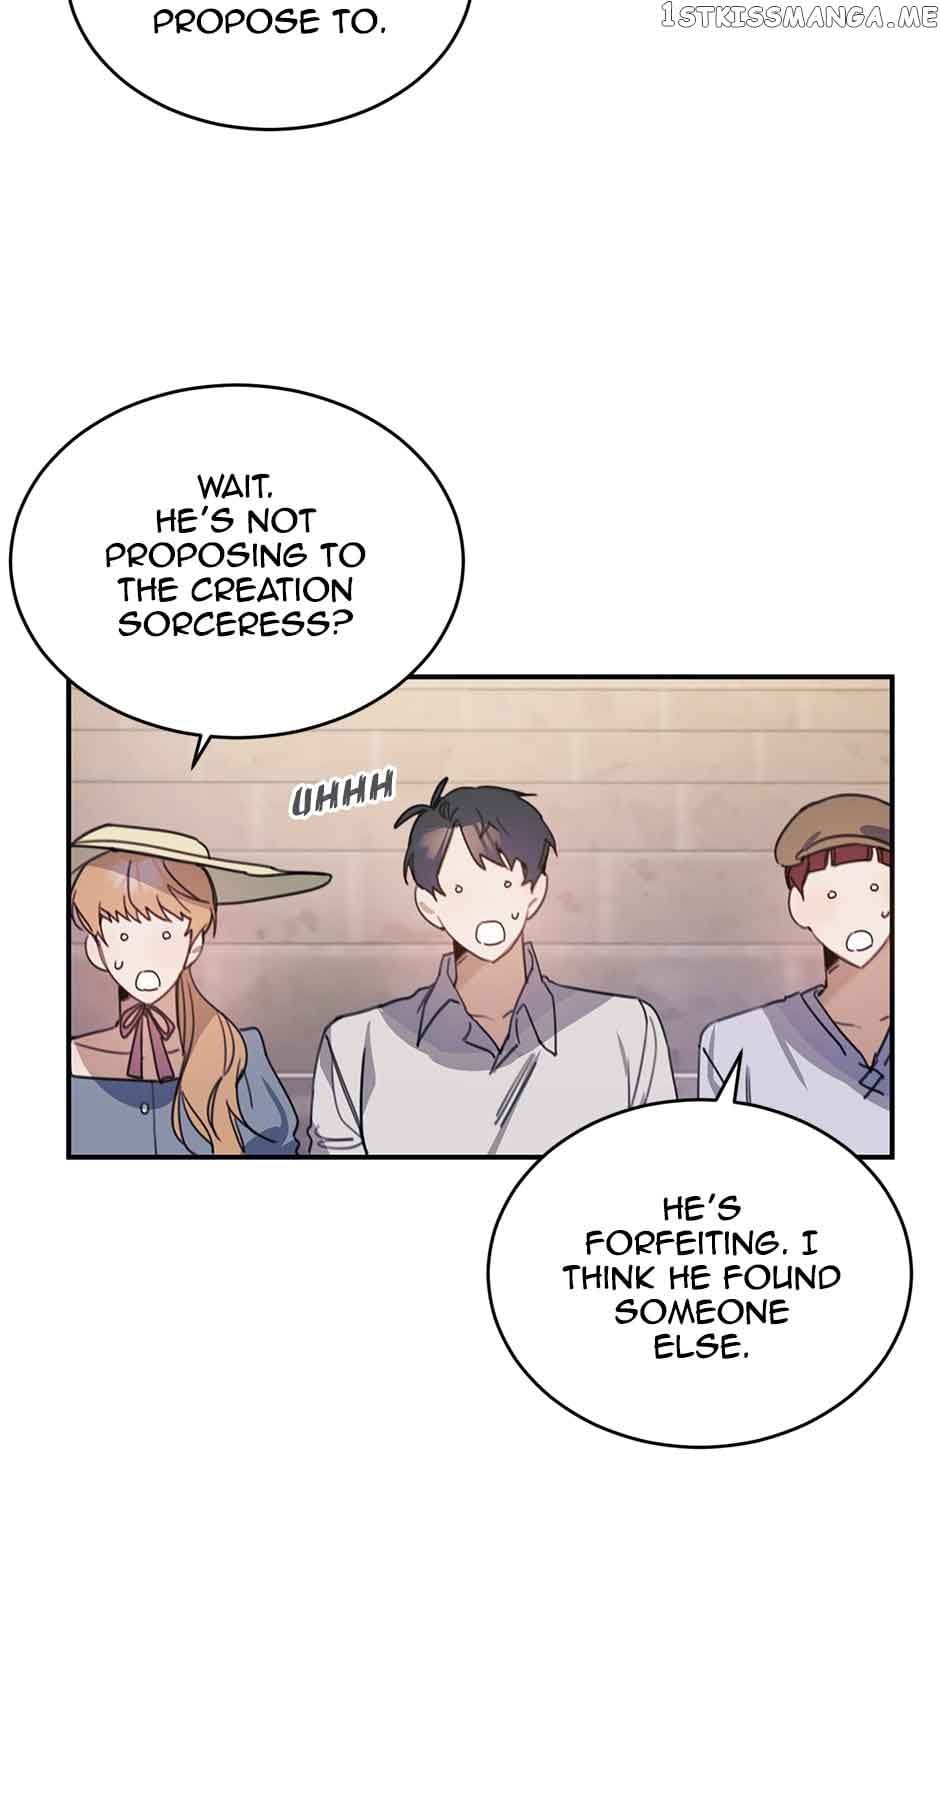 1STKISSMANGA.ME
PROPOSE TO.
WAIT.
HE'S NOT
PROPOSING TO
THE CREATION
SORCERESS?
UHHH
HE'S
FORFEITING. I
THINK HE FOUND
SOMEONE
ELSE.